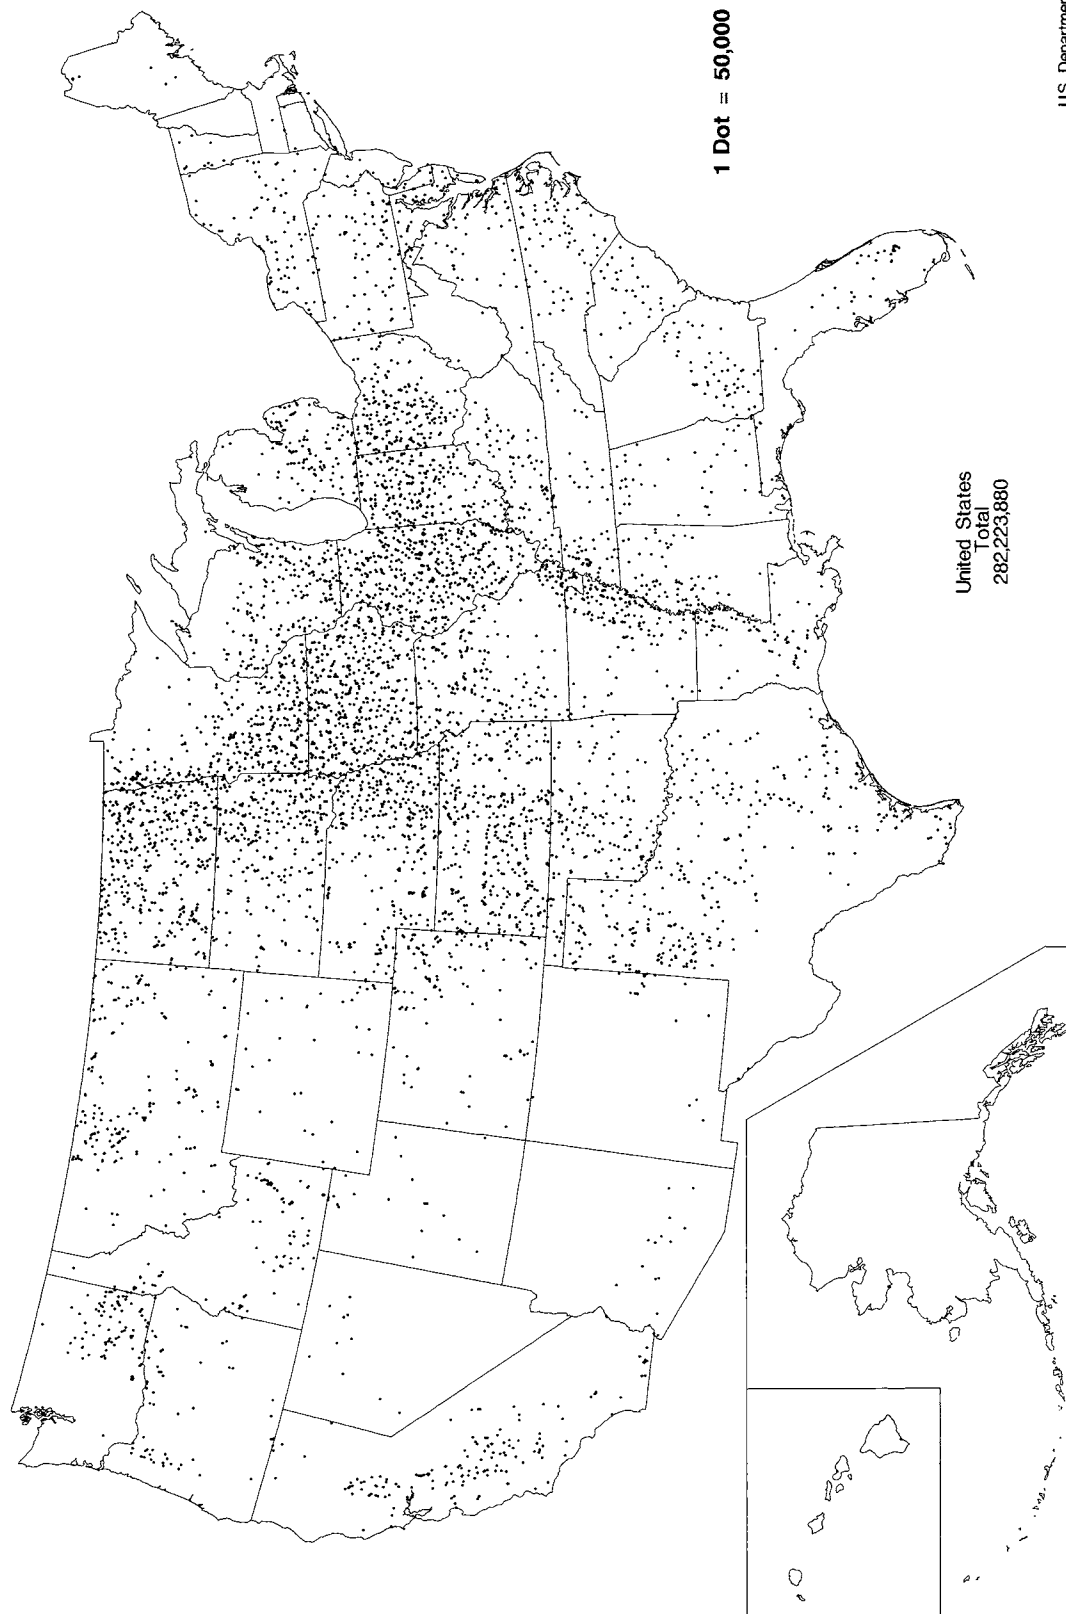 1 Dot = 50,000
United States
Total
282,223,880